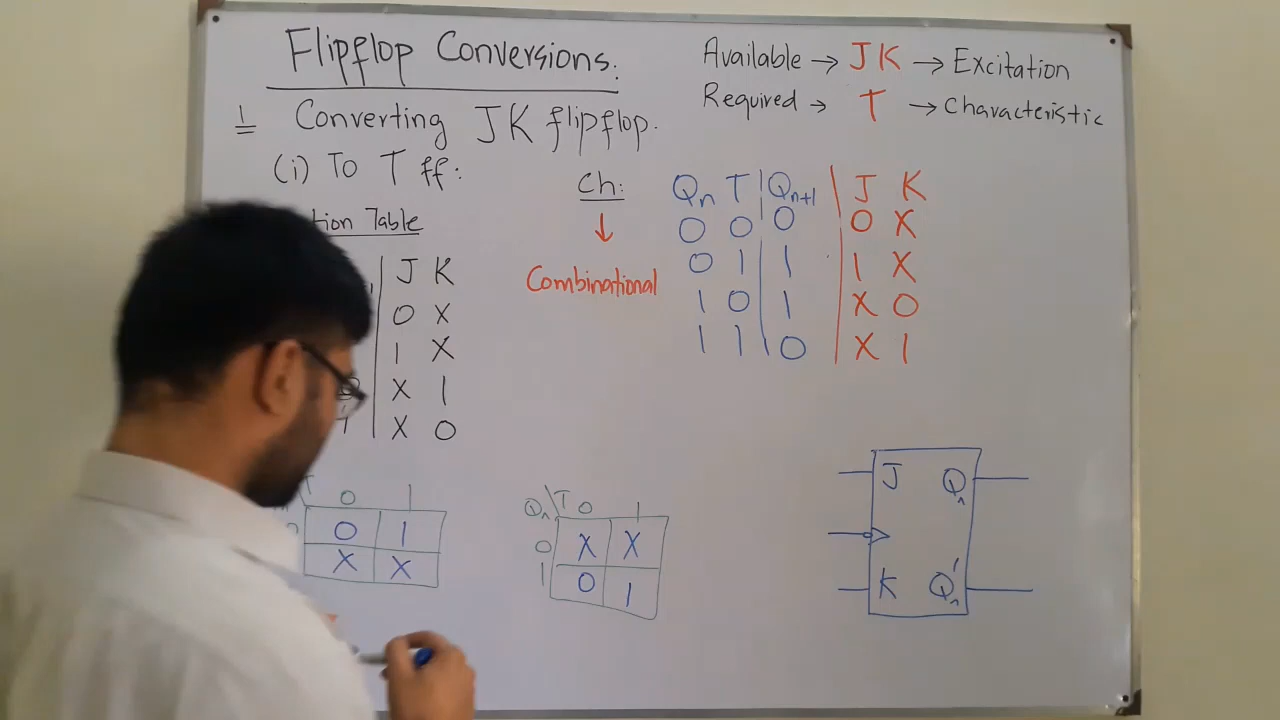 Flipflop Conversions.
1 Converting JK flipflop.
(i) To T ff:
tion Table
J K
0 X
1 X
X 1
X 0
Available → JK → Excitation
Required → T → Characteristic
Ch:
↓
Combinational
Qn T Qn+1 J K
0 0 0 0 X
0 1 1 1 X
1 0 1 X 0
1 1 0 X 1
T 0 1
0 1
X X
Qn T 0 1
0 X X
1 0 1
J Qn
K Qn'